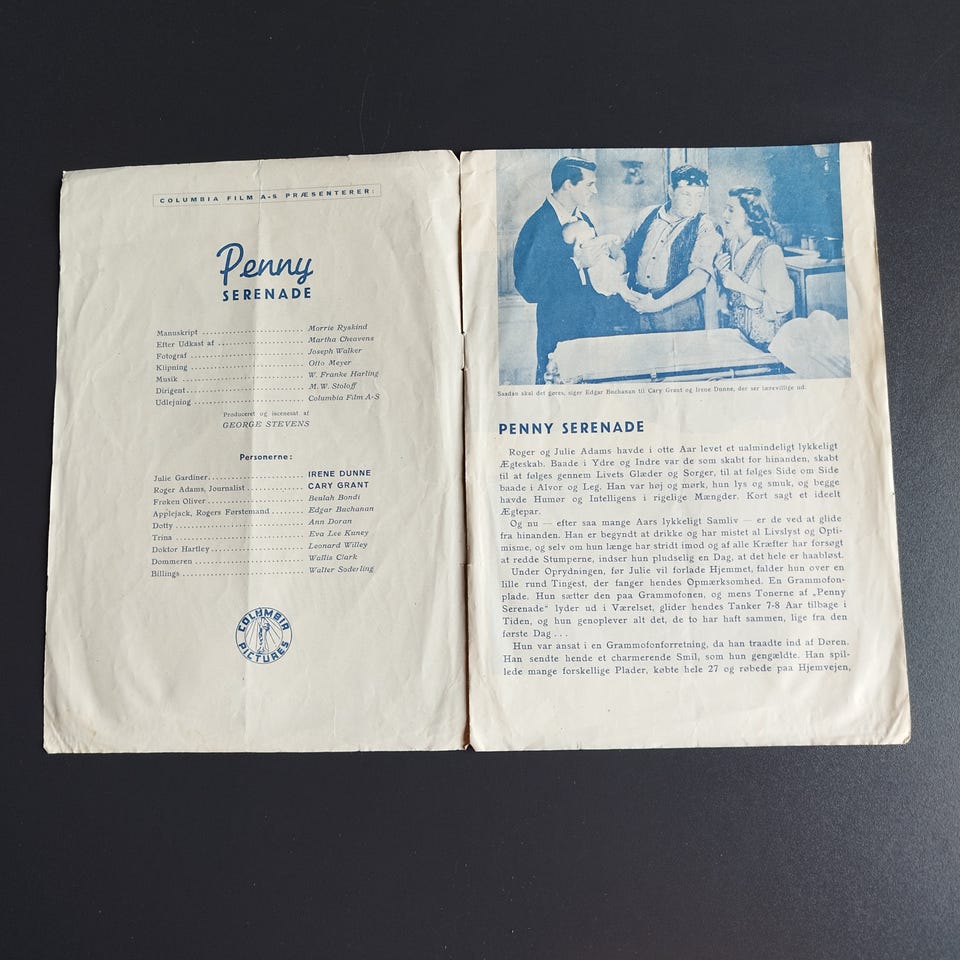 COLUMBIA FILM A-S PRÆSENTERER:
Penny
SERENADE
Manuskript ........................ Morrie Ryskind
Efter Udkast af ..................... Martha Cheavens
Fotograf ........................... Joseph Walker
Klipning ........................... Otto Meyer
Musik ............................. W. Franke Harling
Dirigent ........................... M. W. Stoloff
Udlejning .......................... Columbia Film A-S
Produceret og iscenesat af
GEORGE STEVENS
Personerne:
Julie Gardiner........................ IRENE DUNNE
Roger Adams, Journalist .............. CARY GRANT
Frøken Oliver ........................ Beulah Bondi
Applejack, Rogers Førstemand ........ Edgar Buchanan
Dotty ............................... Ann Doran
Trina ............................... Eva Lee Kuney
Doktor Hartley ...................... Leonard Willey
Dommeren .......................... Wallis Clark
Billings ............................. Walter Soderling
COLUMBIA
PICTURES
Saadan skal det gøres, siger Edgar Buchanan til Cary Grant og Irene Dunne, der ser lærevillige ud.
PENNY SERENADE
Roger og Julie Adams havde i otte Aar levet et ualmindeligt lykkeligt
Ægteskab. Baade i Ydre og Indre var de som skabt for hinanden, skabt
til at følges gennem Livets Glæder og Sorger, til at følges Side om Side
baade i Alvor og Leg. Han var høj og mørk, hun lys og smuk, og begge
havde Humør og Intelligens i rigelige Mængder. Kort sagt et ideelt
Ægtepar.
Og nu — efter saa mange Aars lykkeligt Samliv — er de ved at glide
fra hinanden. Han er begyndt at drikke og har mistet al Livslyst og Opti-
misme, og selv om hun længe har stridt imod og af alle Kræfter har forsøgt
at redde Stumperne, indser hun pludselig en Dag, at det hele er haabløst.
Under Oprydningen, før Julie vil forlade Hjemmet, falder hun over en
lille rund Tingest, der fanger hendes Opmærksomhed. En Grammofon-
plade. Hun sætter den paa Grammofonen, og mens Tonerne af „Penny
Serenade" lyder ud i Værelset, glider hendes Tanker 7-8 Aar tilbage i
Tiden, og hun genoplever alt det, de to har haft sammen, lige fra den
første Dag . . .
Hun var ansat i en Grammofonforretning, da han traadte ind af Døren.
Han sendte hende et charmerende Smil, som hun gengældte. Han spil-
lede mange forskellige Plader, købte hele 27 og røbede paa Hjemvejen,